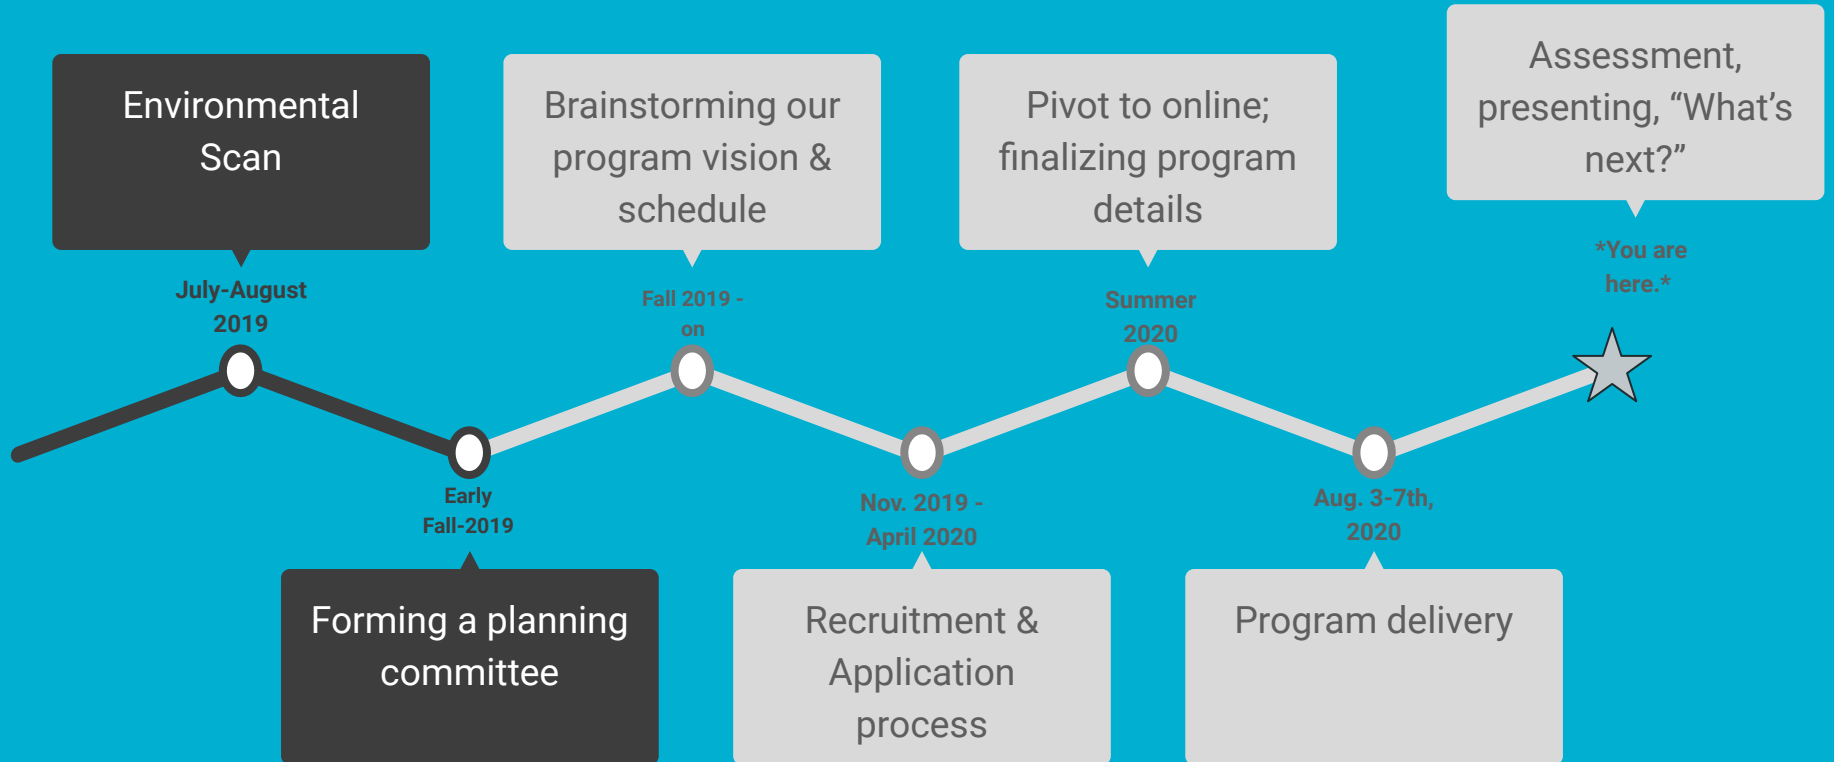 Environmental
Scan
July-August
2019
Early
Fall-2019
Forming a planning
committee
Brainstorming our
program vision &
schedule
Fall 2019 -
on
Nov. 2019 -
April 2020
Recruitment &
Application
process
Pivot to online;
finalizing program
details
Summer
2020
Aug. 3-7th,
2020
Program delivery
Assessment,
presenting, “What’s
next?”
*You are
here.*